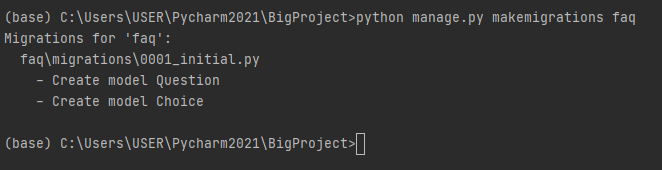 (base) C:\Users\USER\Pycharm2021\BigProject>python manage.py makemigrations faq
Migrations for 'faq':
  faq\migrations\0001_initial.py
    - Create model Question
    - Create model Choice
(base) C:\Users\USER\Pycharm2021\BigProject>